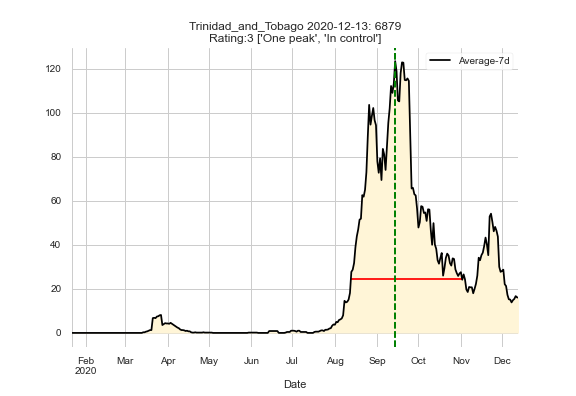 Trinidad_and_Tobago 2020-12-13: 6879
Rating:3 ['One peak', 'In control']
Average-7d
120
100
80
60
40
20
0
Feb Mar Apr May Jun Jul Aug Sep Oct Nov Dec
2020
Date